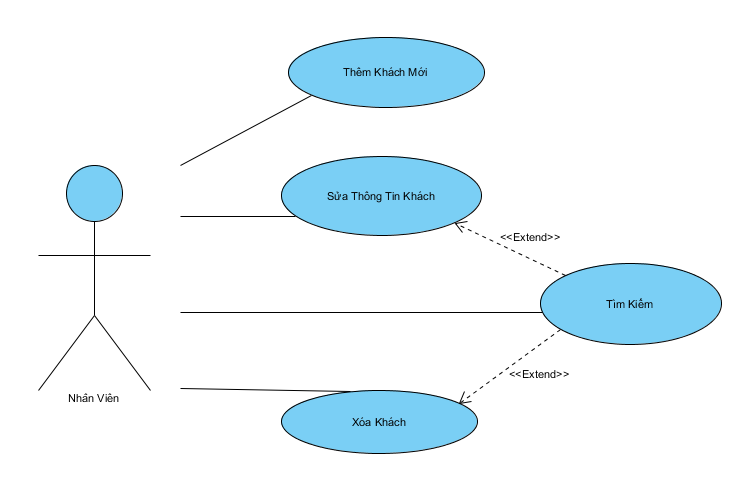 Thêm Khách Mới
Sửa Thông Tin Khách
<<Extend>>
Tìm Kiếm
<<Extend>>
Nhân Viên
Xóa Khách